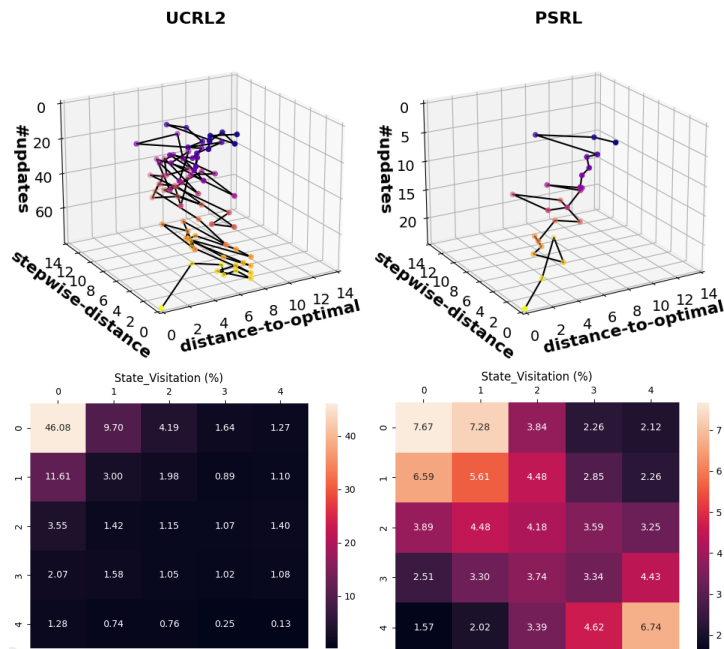 UCRL2
PSRL
0
20
40
60
#updates
14
12
10
8
6
4
2
0
stepwise-distance
0
2
4
6
8
10
12
14
distance-to-optimal
0
5
10
15
20
#updates
14
12
10
8
6
4
2
0
stepwise-distance
0
2
4
6
8
10
12
14
distance-to-optimal
State_Visitation (%)
0 1 2 3 4
0 46.08 9.70 4.19 1.64 1.27
1 11.61 3.00 1.98 0.89 1.10
2 3.55 1.42 1.15 1.07 1.40
3 2.07 1.58 1.05 1.02 1.08
4 1.28 0.74 0.76 0.25 0.13
40
30
20
10
State_Visitation (%)
0 1 2 3 4
0 7.67 7.28 3.84 2.26 2.12
1 6.59 5.61 4.48 2.85 2.26
2 3.89 4.48 4.18 3.59 3.25
3 2.51 3.30 3.74 3.34 4.43
4 1.57 2.02 3.39 4.62 6.74
7
6
5
4
3
2